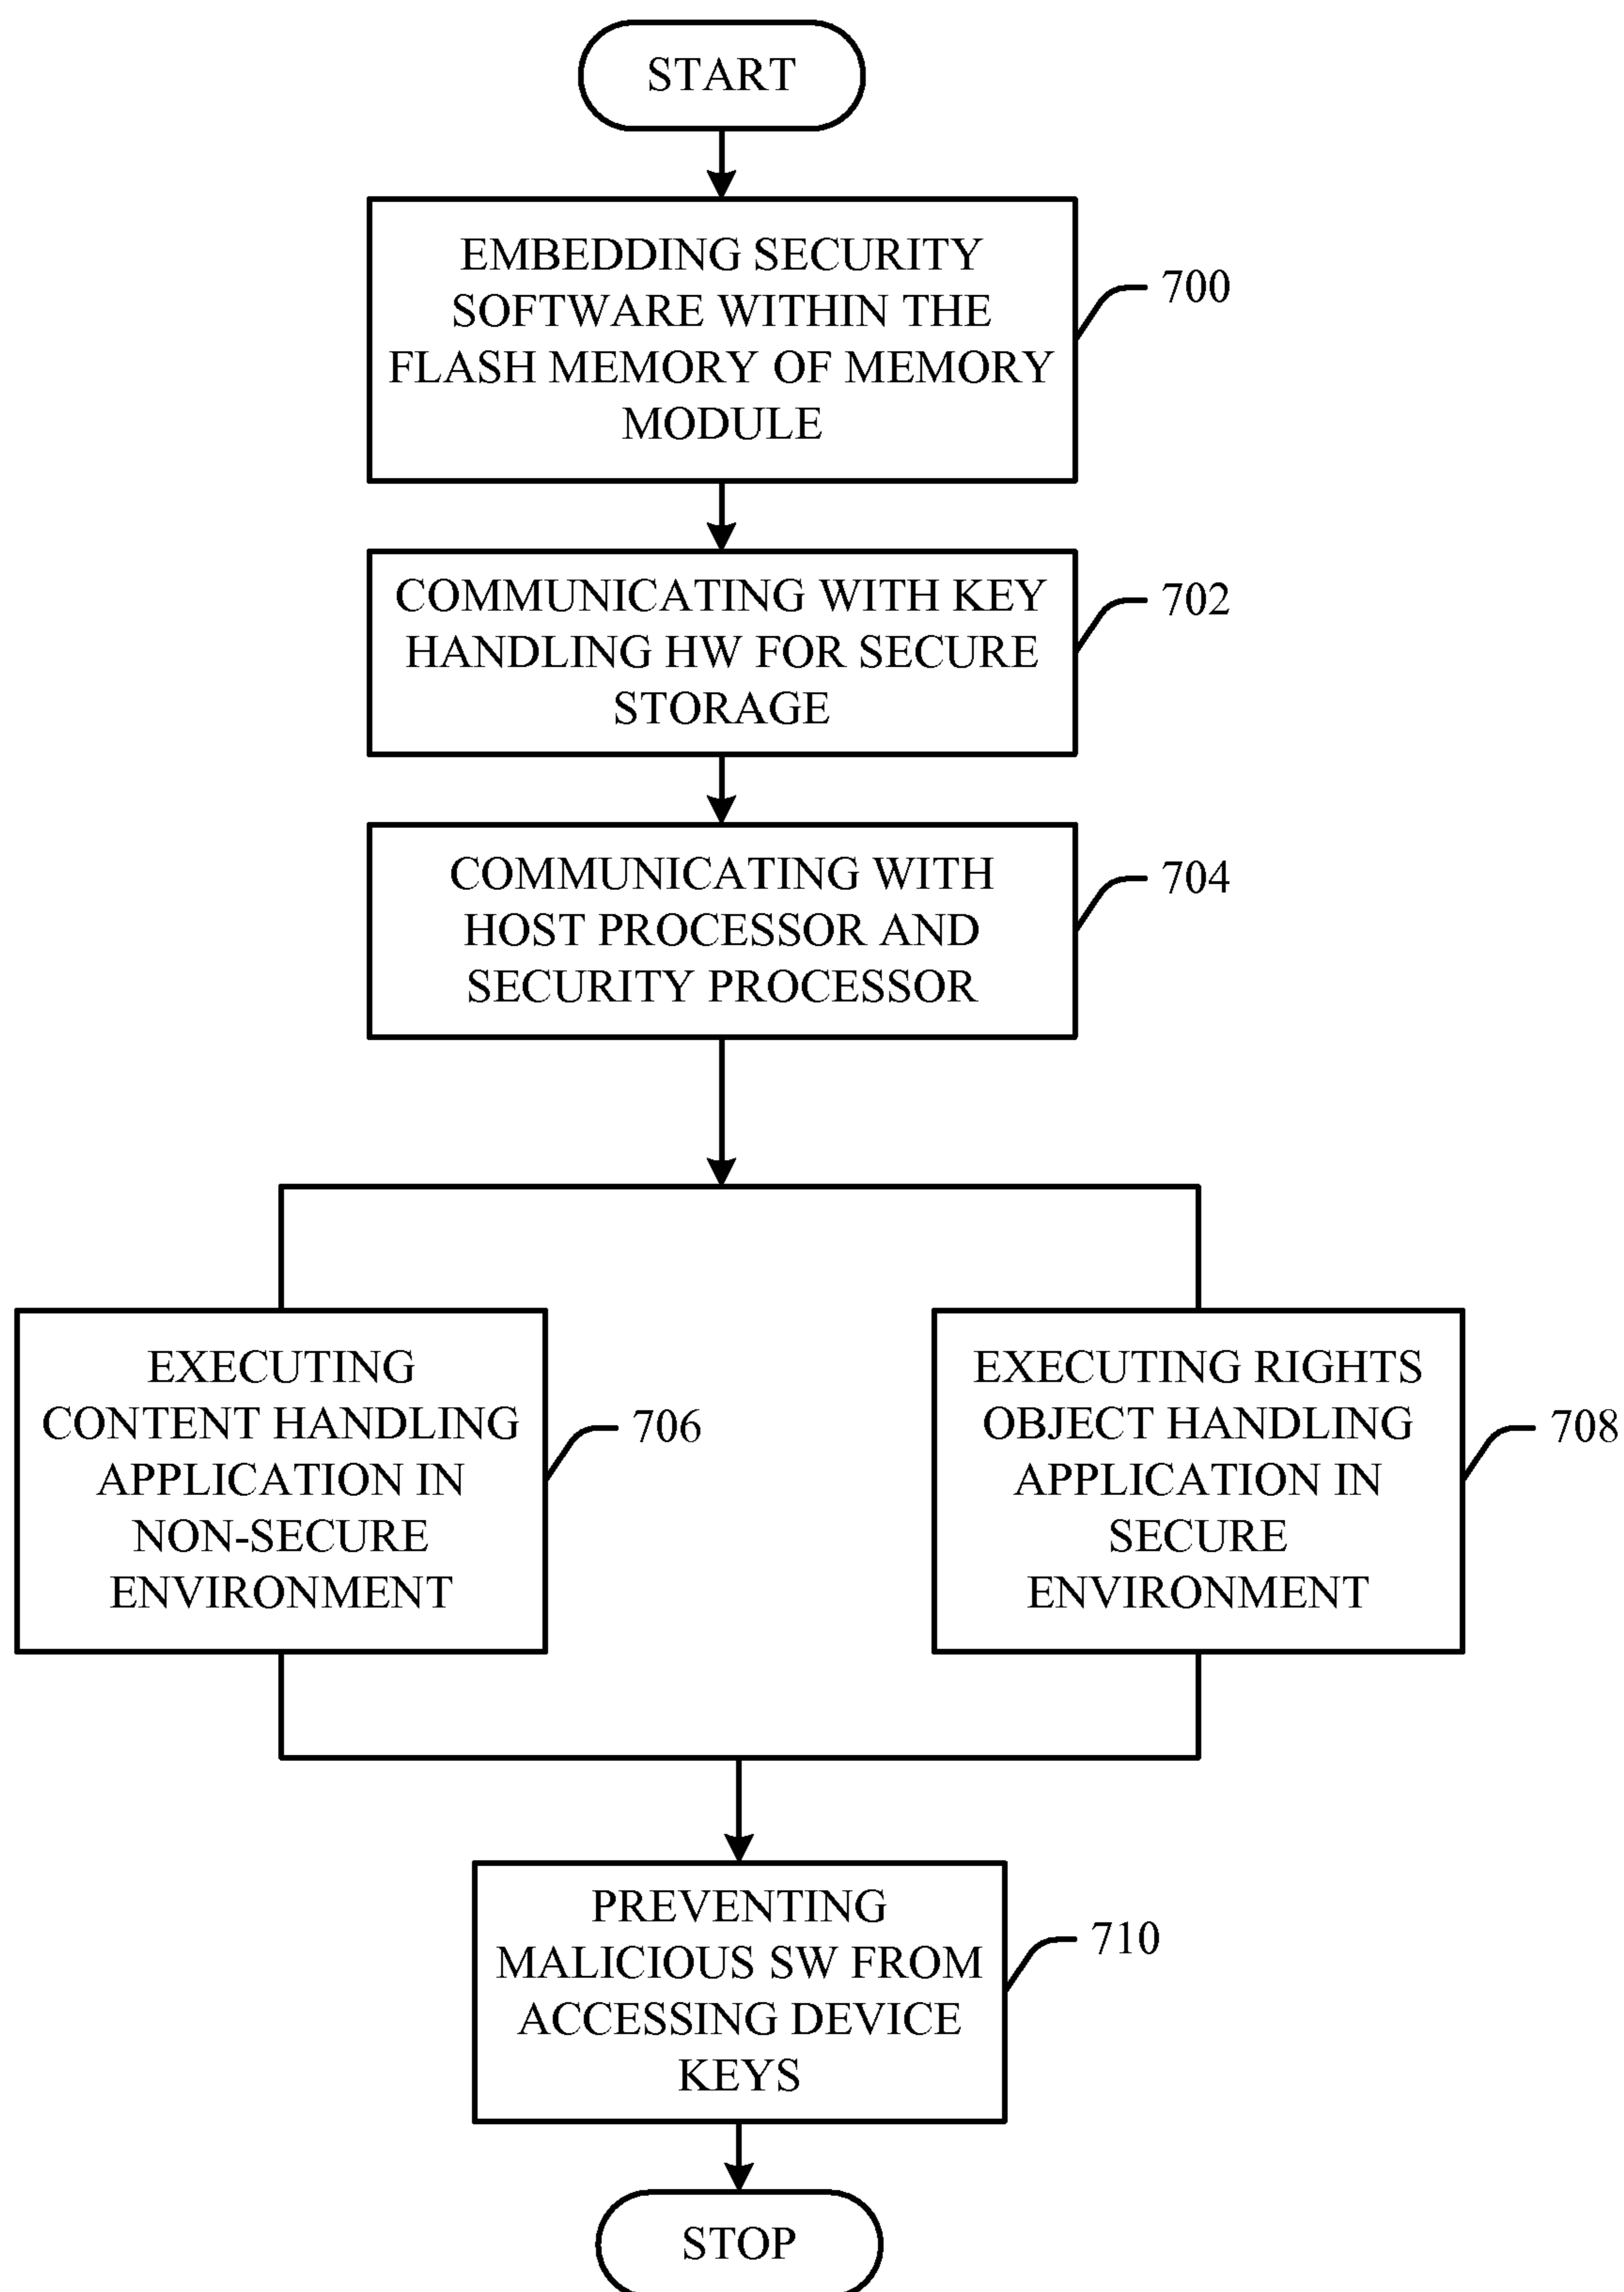 START
EMBEDDING SECURITY
SOFTWARE WITHIN THE
FLASH MEMORY OF MEMORY
MODULE
700
COMMUNICATING WITH KEY
HANDLING HW FOR SECURE
STORAGE
702
COMMUNICATING WITH
HOST PROCESSOR AND
SECURITY PROCESSOR
704
EXECUTING
CONTENT HANDLING
APPLICATION IN
NON-SECURE
ENVIRONMENT
706
EXECUTING RIGHTS
OBJECT HANDLING
APPLICATION IN
SECURE
ENVIRONMENT
708
PREVENTING
MALICIOUS SW FROM
ACCESSING DEVICE
KEYS
710
STOP